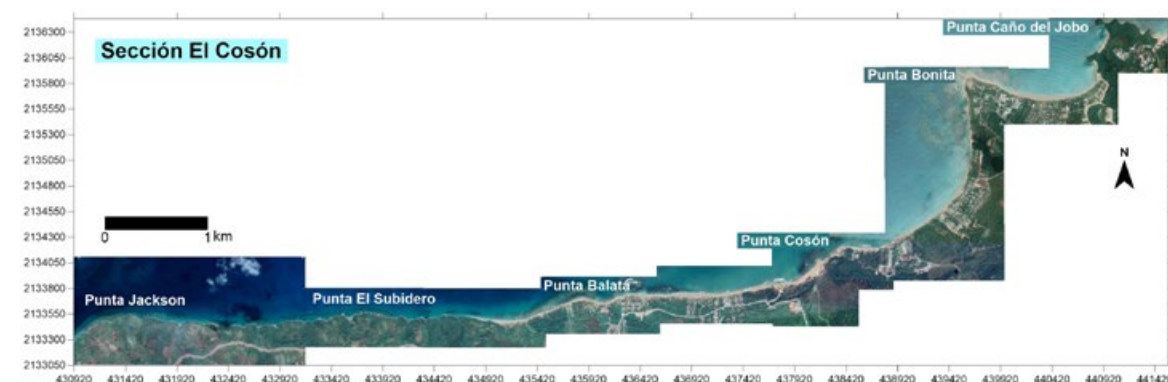 Punta Caño del Jobo
Sección El Cosón
Punta Bonita
N
Punta Cosón
0 1 km
Punta Balatá
Punta Jackson
Punta El Subidero
2136300
2136050
2135800
2135550
2135300
2135050
2134800
2134550
2134300
2134050
2133800
2133550
2133300
2133050
430920 431420 431920 432420 432920 433420 433920 434420 434920 435420 435920 436420 436920 437420 437920 438420 438920 439420 439920 440420 440920